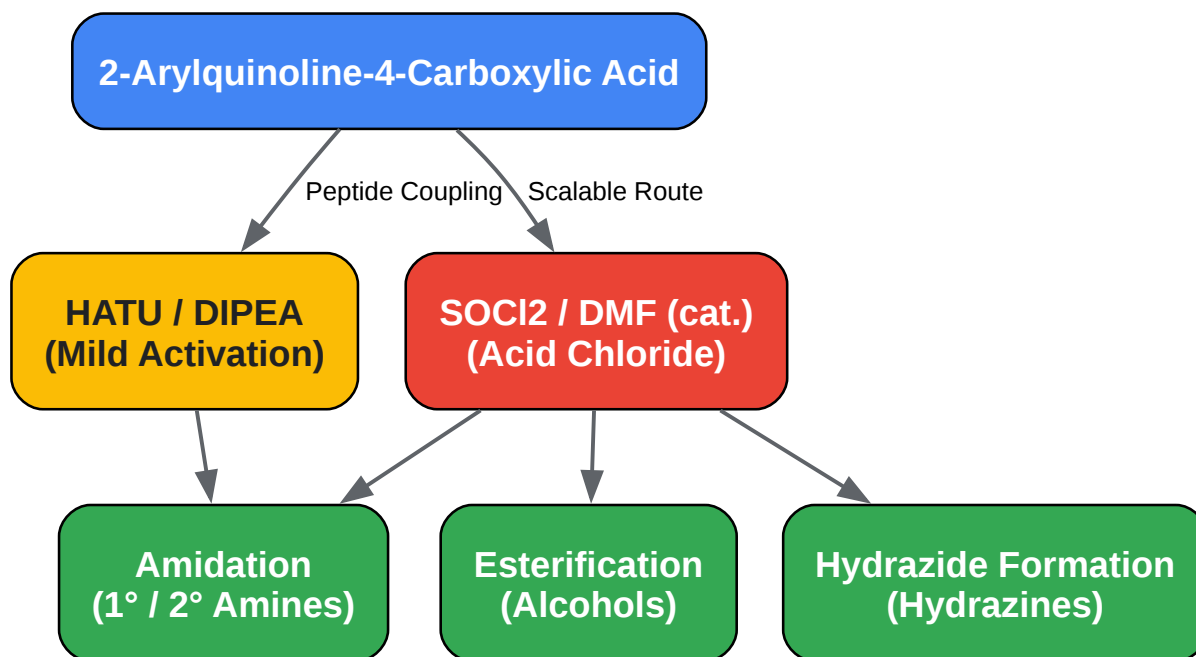 2-Arylquinoline-4-Carboxylic Acid
Peptide Coupling
Scalable Route
HATU / DIPEA
(Mild Activation)
SOCl2 / DMF (cat.)
(Acid Chloride)
Amidation
(1° / 2° Amines)
Esterification
(Alcohols)
Hydrazide Formation
(Hydrazines)